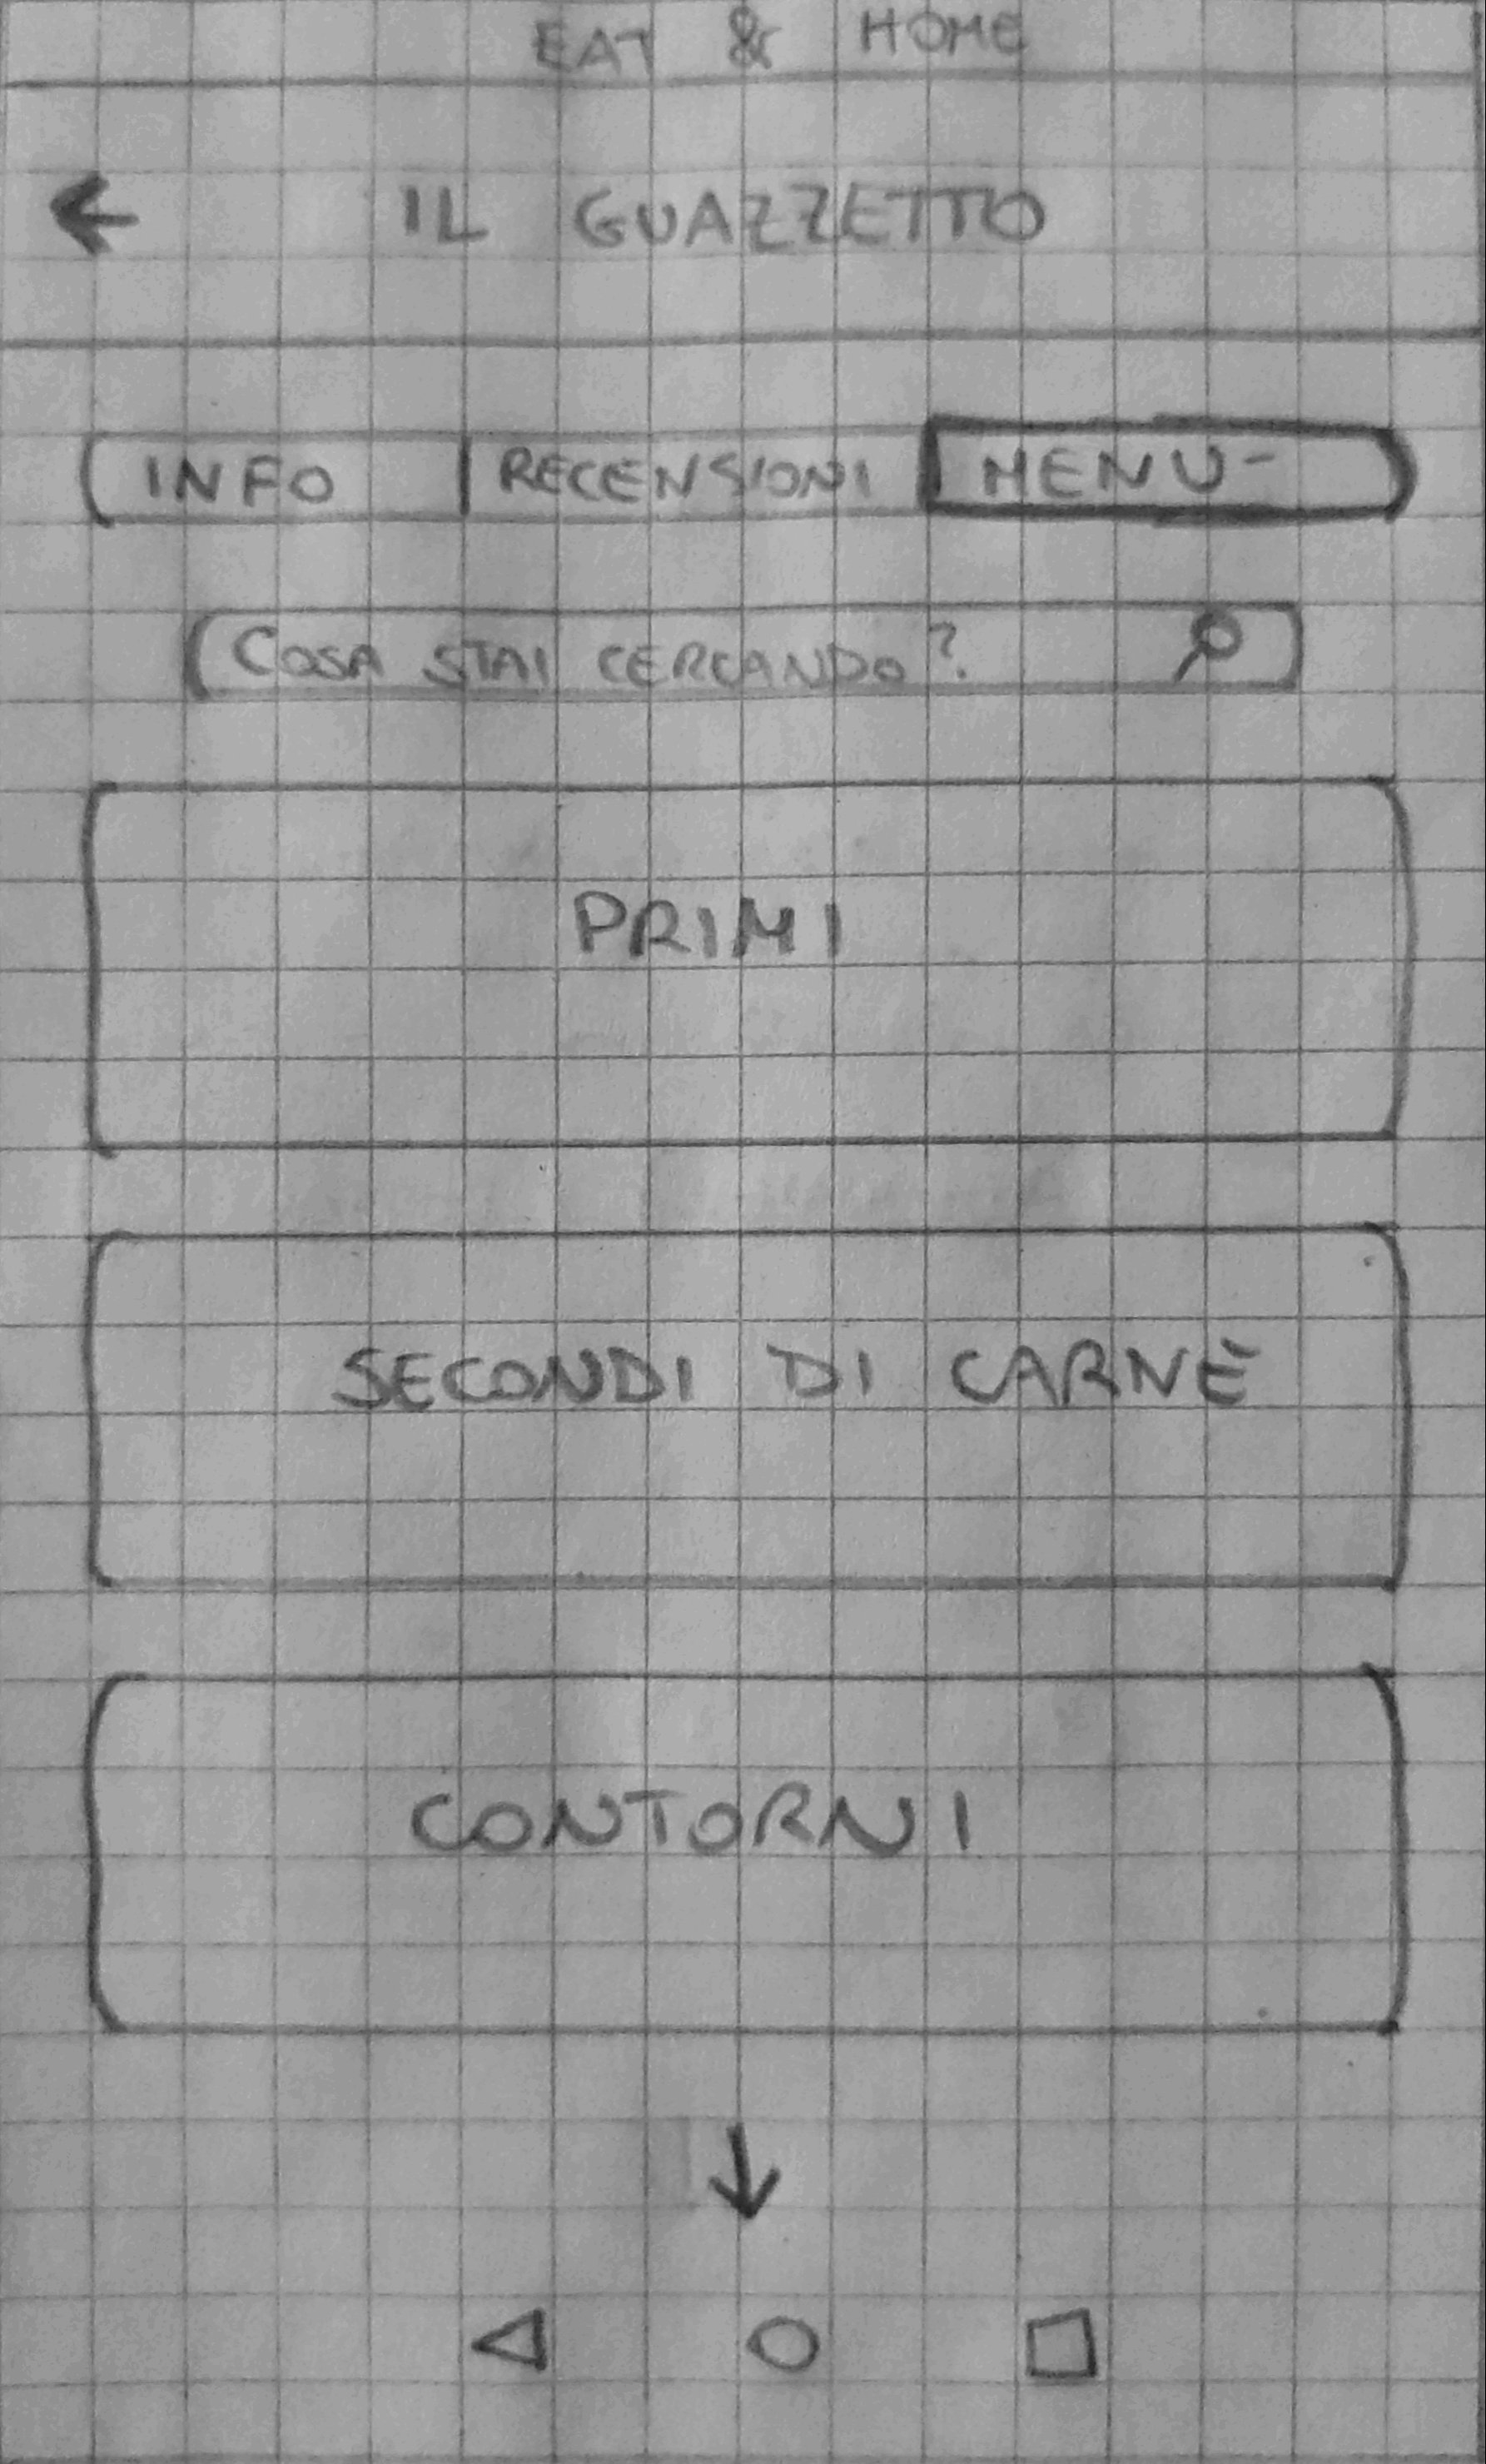 EAT & HOME
IL GUAZZETTO
INFO RECENSIONI MENU-
COSA STAI CERCANDO?
PRIMI
SECONDI DI CARNE
CONTORNI